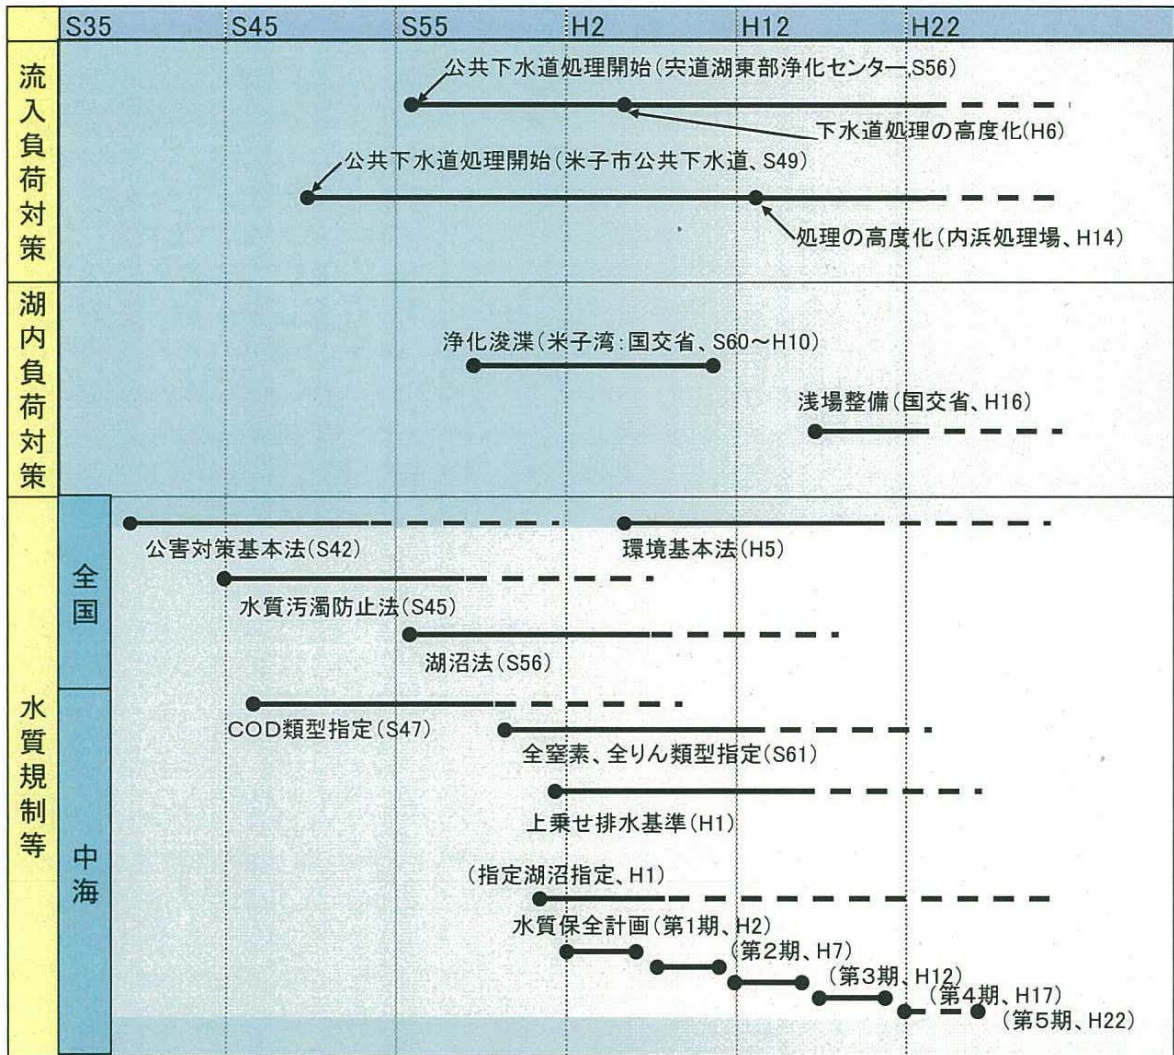 S35 S45 S55 H2 H12 H22
流入負荷対策
公共下水道処理開始(宍道湖東部浄化センター,S56)
下水道処理の高度化(H6)
公共下水道処理開始(米子市公共下水道、S49)
処理の高度化(内浜処理場、H14)
湖内負荷対策
浄化浚渫(米子湾:国交省、S60~H10)
浅場整備(国交省、H16)
水質規制等
全国
公害対策基本法(S42)
環境基本法(H5)
水質汚濁防止法(S45)
湖沼法(S56)
中海
COD類型指定(S47)
全窒素、全りん類型指定(S61)
上乗せ排水基準(H1)
(指定湖沼指定、H1)
水質保全計画(第1期、H2)
(第2期、H7)
(第3期、H12)
(第4期、H17)
(第5期、H22)